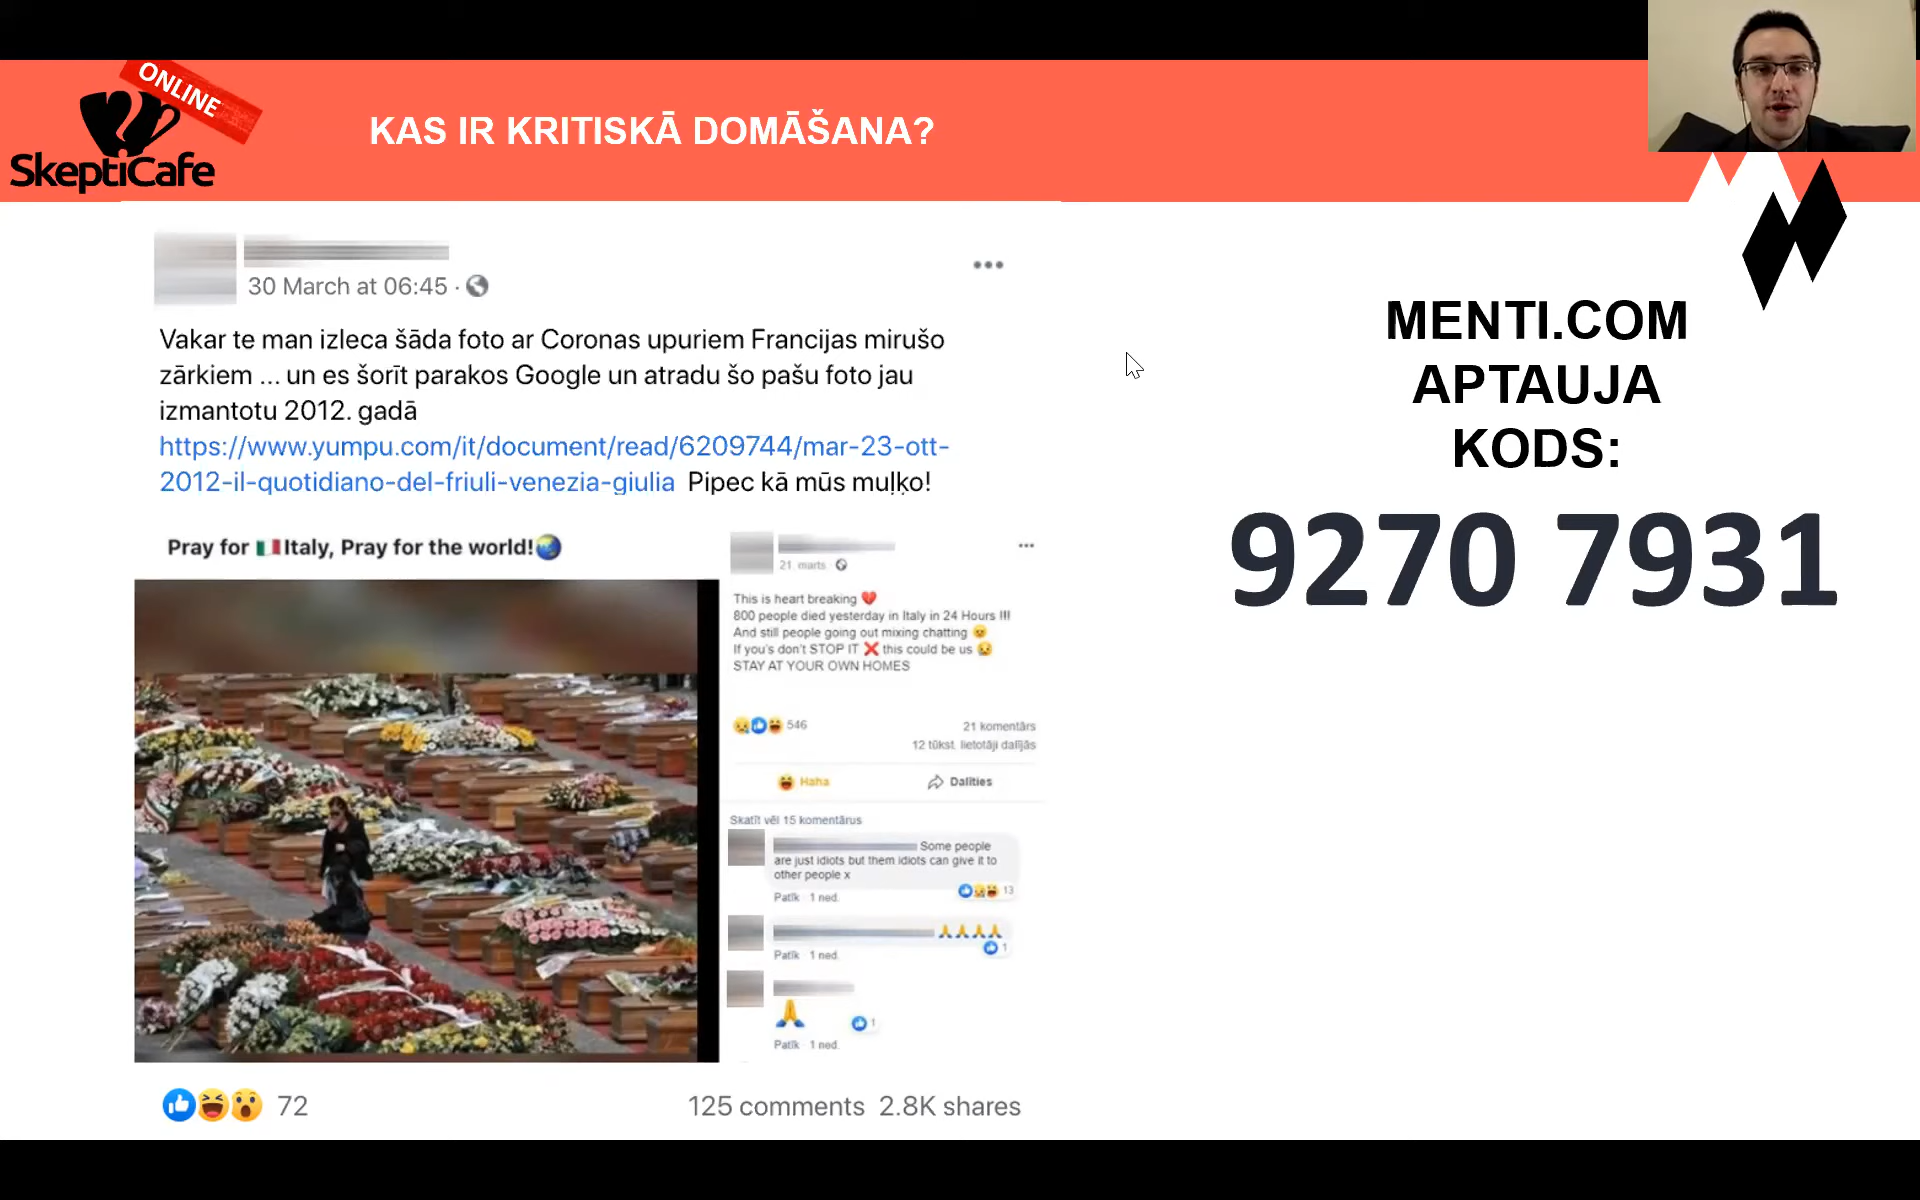 ONLINE
SkeptiCafe
KAS IR KRITISKĀ DOMĀŠANA?
30 March at 06:45 ·
Vakar te man izleca šāda foto ar Coronas upuriem Francijas mirušo
zārkiem ... un es šorīt parakos Google un atradu šo pašu foto jau
izmantotu 2012. gadā
https://www.yumpu.com/it/document/read/6209744/mar-23-ott-
2012-il-quotidiano-del-friuli-venezia-giulia Pipec kā mūs muļķo!
Pray for 🇮🇹Italy, Pray for the world!🌏
21. marts ·
This is heart breaking 💔
800 people died yesterday in Italy in 24 Hours !!!
And still people going out mixing chatting 😠
If you's don't STOP IT ❌ this could be us 😢
STAY AT YOUR OWN HOMES
546
21 komentārs
12 tūkst. lietotāji dalījās
Haha
Dalīties
Skatīt vēl 15 komentārus
Some people
are just idiots but them idiots can give it to
other people x
13
Patīk · 1 ned.
🙏🙏🙏🙏
1
Patīk · 1 ned.
🙏
1
Patīk · 1 ned.
72
125 comments 2.8K shares
MENTI.COM
APTAUJA
KODS:
9270 7931